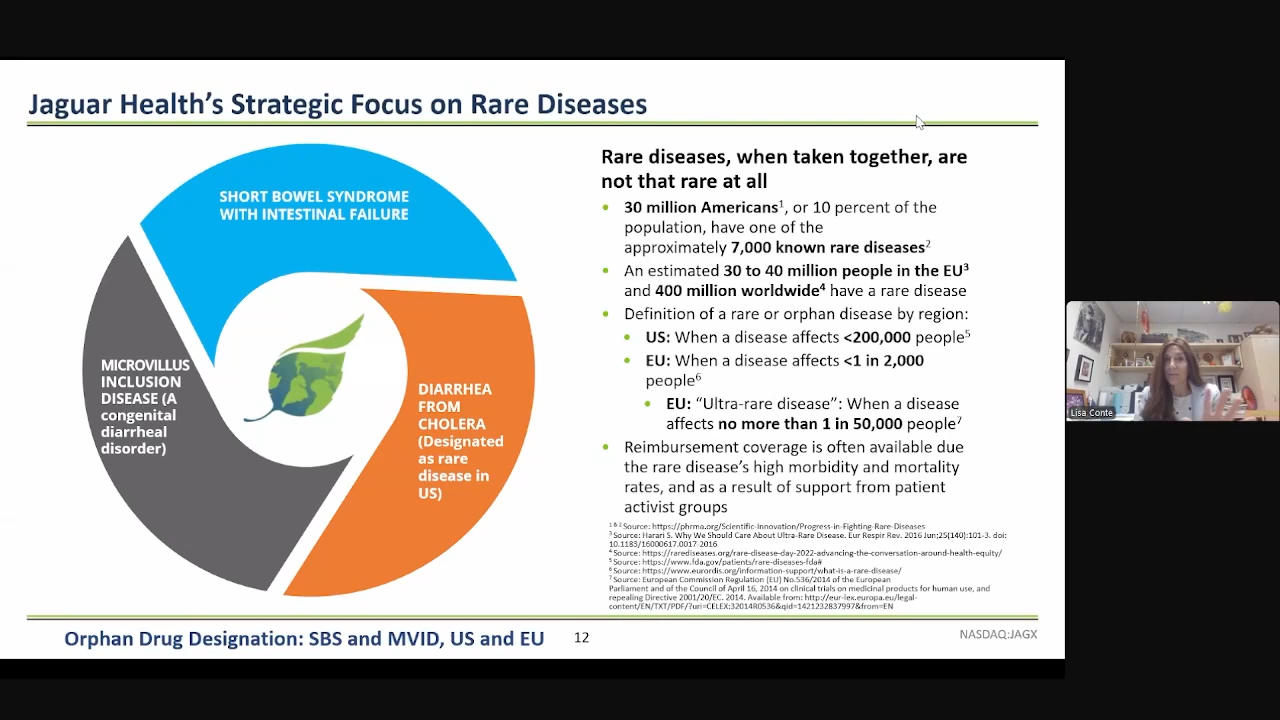 Jaguar Health’s Strategic Focus on Rare Diseases
SHORT BOWEL SYNDROME
WITH INTESTINAL FAILURE
MICROVILLUS
INCLUSION
DISEASE (A
congenital
diarrheal
disorder)
DIARRHEA
FROM
CHOLERA
(Designated
as rare
disease in
US)
Rare diseases, when taken together, are
not that rare at all
• 30 million Americans¹, or 10 percent of the
population, have one of the
approximately 7,000 known rare diseases²
• An estimated 30 to 40 million people in the EU³
and 400 million worldwide⁴ have a rare disease
• Definition of a rare or orphan disease by region:
• US: When a disease affects <200,000 people⁵
• EU: When a disease affects <1 in 2,000
people⁶
• EU: “Ultra-rare disease”: When a disease
affects no more than 1 in 50,000 people⁷
• Reimbursement coverage is often available due
the rare disease’s high morbidity and mortality
rates, and as a result of support from patient
activist groups
¹ & ² Source: https://phrma.org/Scientific-Innovation/Progress-in-Fighting-Rare-Diseases
³ Source: Harari S. Why We Should Care About Ultra-Rare Disease. Eur Respir Rev. 2016 Jun;25(140):101-3. doi:
10.1183/16000617.0017-2016
⁴ Source: https://rarediseases.org/rare-disease-day-2022-advancing-the-conversation-around-health-equity/
⁵ Source: https://www.fda.gov/patients/rare-diseases-fda#
⁶ Source: https://www.eurordis.org/information-support/what-is-a-rare-disease/
⁷ Source: European Commission Regulation (EU) No.536/2014 of the European
Parliament and of the Council of April 16, 2014 on clinical trials on medicinal products for human use, and
repealing Directive 2001/20/EC. 2014. Available from: http://eur-lex.europa.eu/legal-
content/EN/TXT/PDF/?uri=CELEX:32014R0536&qid=1421232837997&from=EN
Orphan Drug Designation: SBS and MVID, US and EU
12
NASDAQ:JAGX
Lisa Conte